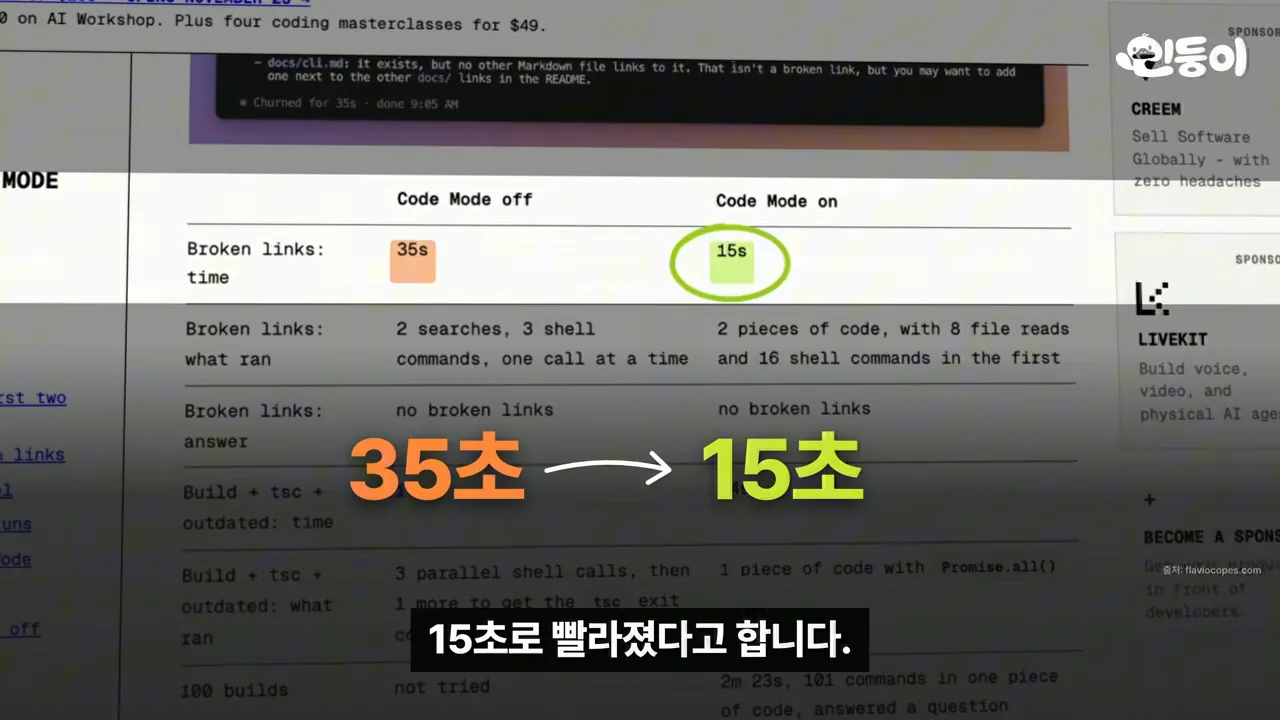 0 on AI Workshop. Plus four coding masterclasses for $49.
SPONSOR
인둥이
- docs/cli.md: it exists, but no other Markdown file links to it. That isn't a broken link, but you may want to add
one next to the other docs/ links in the README.
Churned for 35s · done 9:05 AM
CREEM
Sell Software
Globally - with
zero headaches
MODE
Code Mode off
Code Mode on
Broken links:
time
35s
15s
SPONSO
LIVEKIT
Build voice,
video, and
physical AI age
Broken links:
what ran
2 searches, 3 shell
commands, one call at a time
2 pieces of code, with 8 file reads
and 16 shell commands in the first
rst two
links
Broken links:
answer
no broken links
no broken links
35초
15초
Build + tsc +
outdated: time
uns
ode
off
Build + tsc +
outdated: what
ran
3 parallel shell calls, then
1 more to get the tsc exit
1 piece of code with Promise.all()
+
BECOME A SPONS
출처: flaviocopes.com
in front of
developers.
15초로 빨라졌다고 합니다.
100 builds
not tried
2m 23s, 101 commands in one piece
of code, answered a question